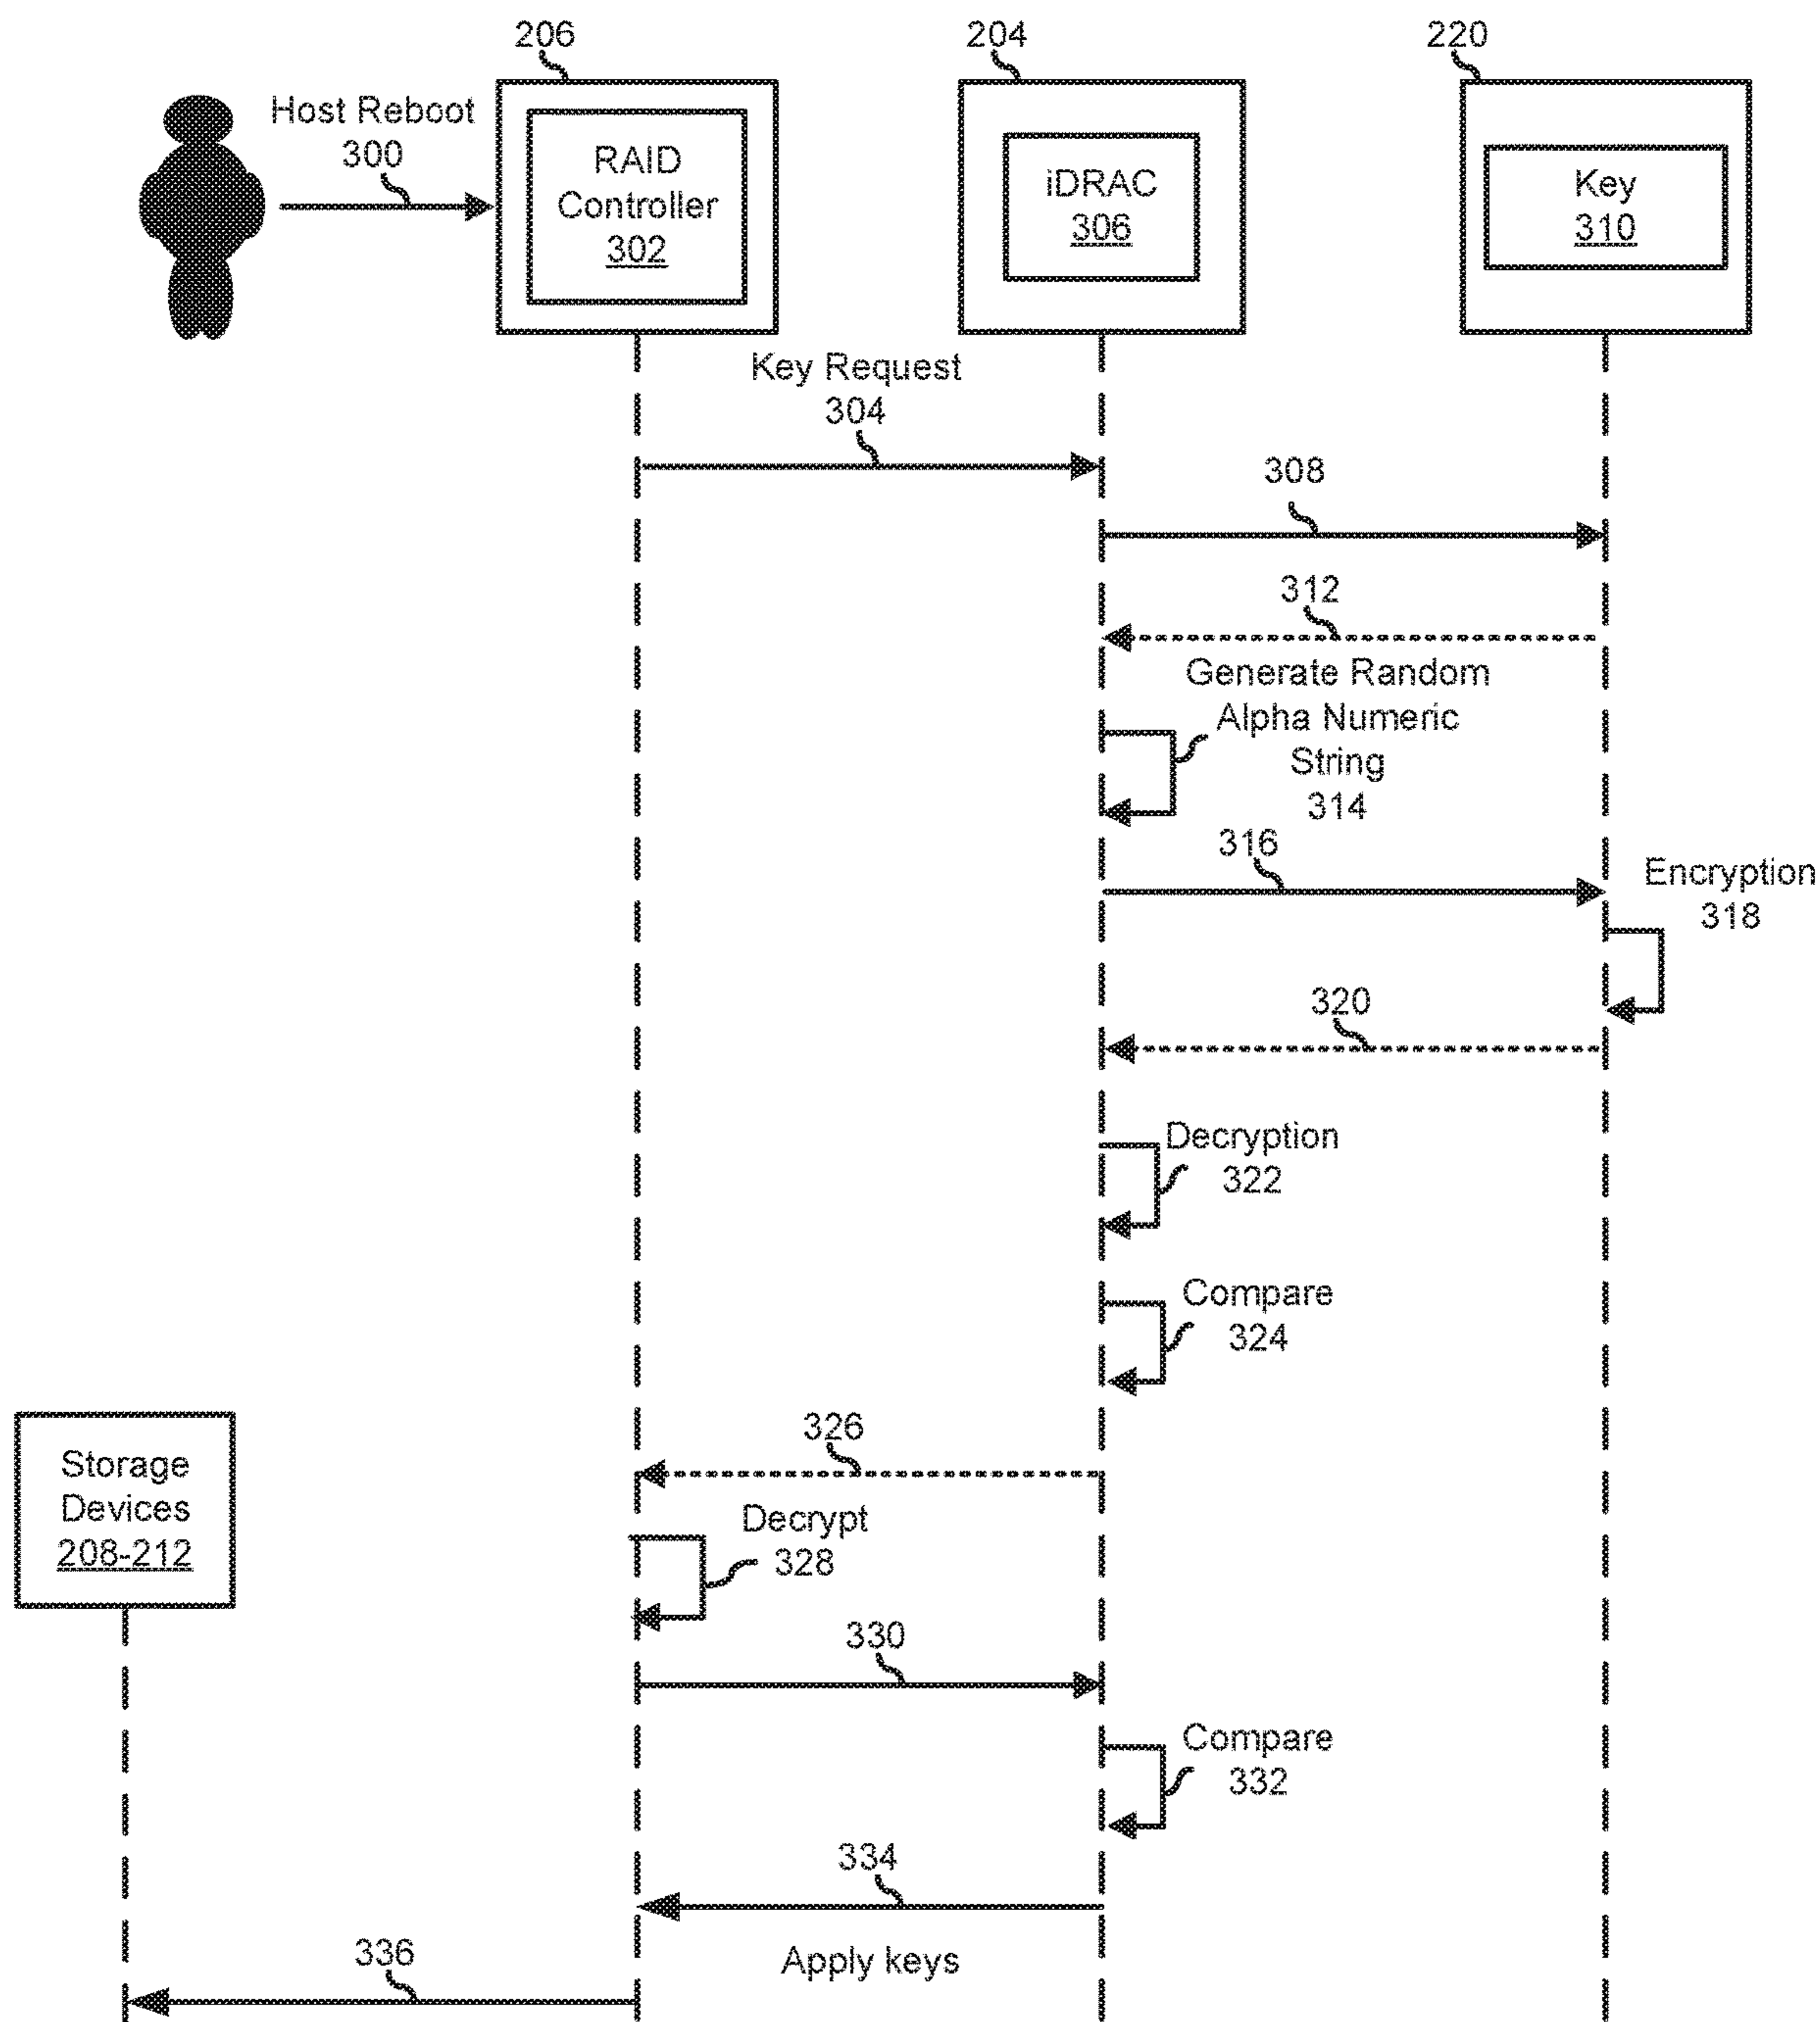 206
204
220
Host Reboot
300
RAID
Controller
302
iDRAC
306
Key
310
Key Request
304
308
312
Generate Random
Alpha Numeric
String
314
316
Encryption
318
320
Decryption
322
Compare
324
326
Storage
Devices
208-212
Decrypt
328
330
Compare
332
334
Apply keys
336